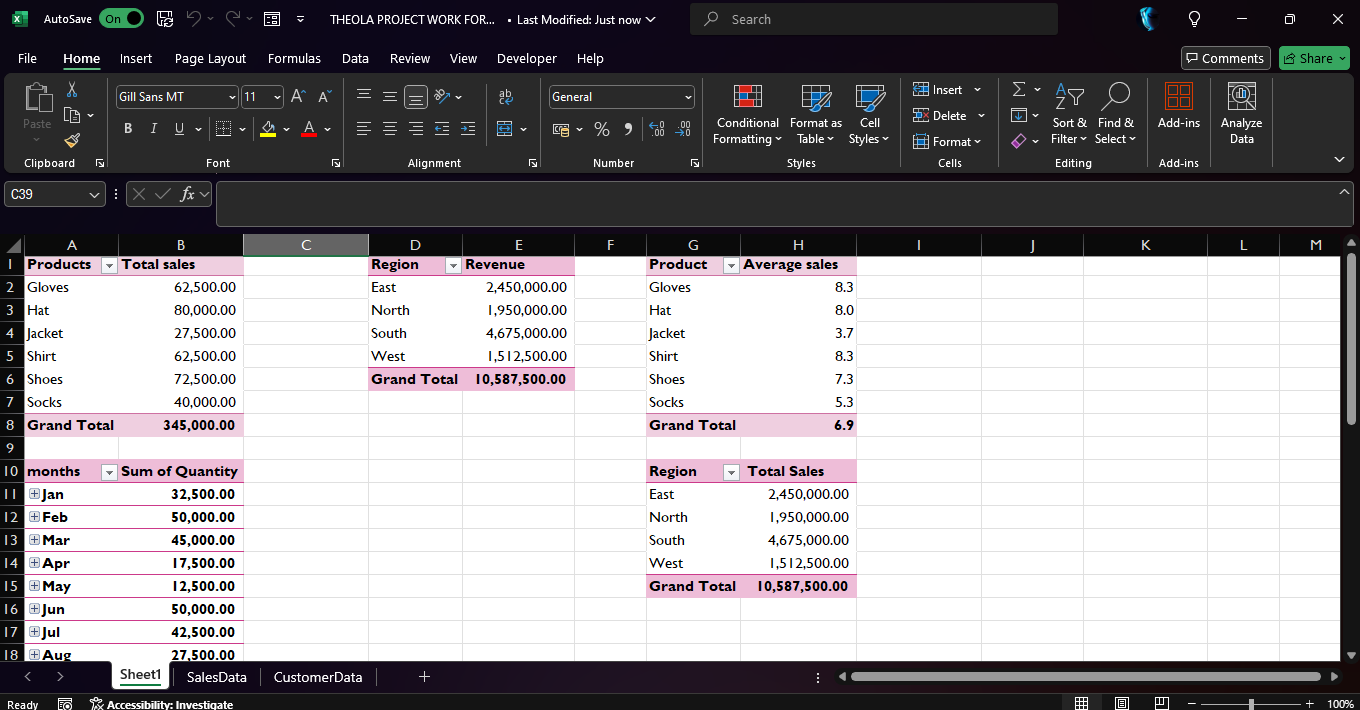 AutoSave On THEOLA PROJECT WORK FOR... • Last Modified: Just now Search
File Home Insert Page Layout Formulas Data Review View Developer Help Comments Share
Paste Gill Sans MT 11 A A ab General Conditional Formatting Format as Table Cell Styles Insert Delete Format Sort & Filter Find & Select Add-ins Analyze Data
B I U A % 9
Clipboard Font Alignment Number Styles Cells Editing Add-ins
C39 fx
A B C D E F G H I J K L M
1 Products Total sales Region Revenue Product Average sales
2 Gloves 62,500.00 East 2,450,000.00 Gloves 8.3
3 Hat 80,000.00 North 1,950,000.00 Hat 8.0
4 Jacket 27,500.00 South 4,675,000.00 Jacket 3.7
5 Shirt 62,500.00 West 1,512,500.00 Shirt 8.3
6 Shoes 72,500.00 Grand Total 10,587,500.00 Shoes 7.3
7 Socks 40,000.00 Socks 5.3
8 Grand Total 345,000.00 Grand Total 6.9
9
10 months Sum of Quantity Region Total Sales
11 Jan 32,500.00 East 2,450,000.00
12 Feb 50,000.00 North 1,950,000.00
13 Mar 45,000.00 South 4,675,000.00
14 Apr 17,500.00 West 1,512,500.00
15 May 12,500.00 Grand Total 10,587,500.00
16 Jun 50,000.00
17 Jul 42,500.00
18 Aug 27,500.00
Sheet1 SalesData CustomerData
Ready Accessibility: Investigate 100%